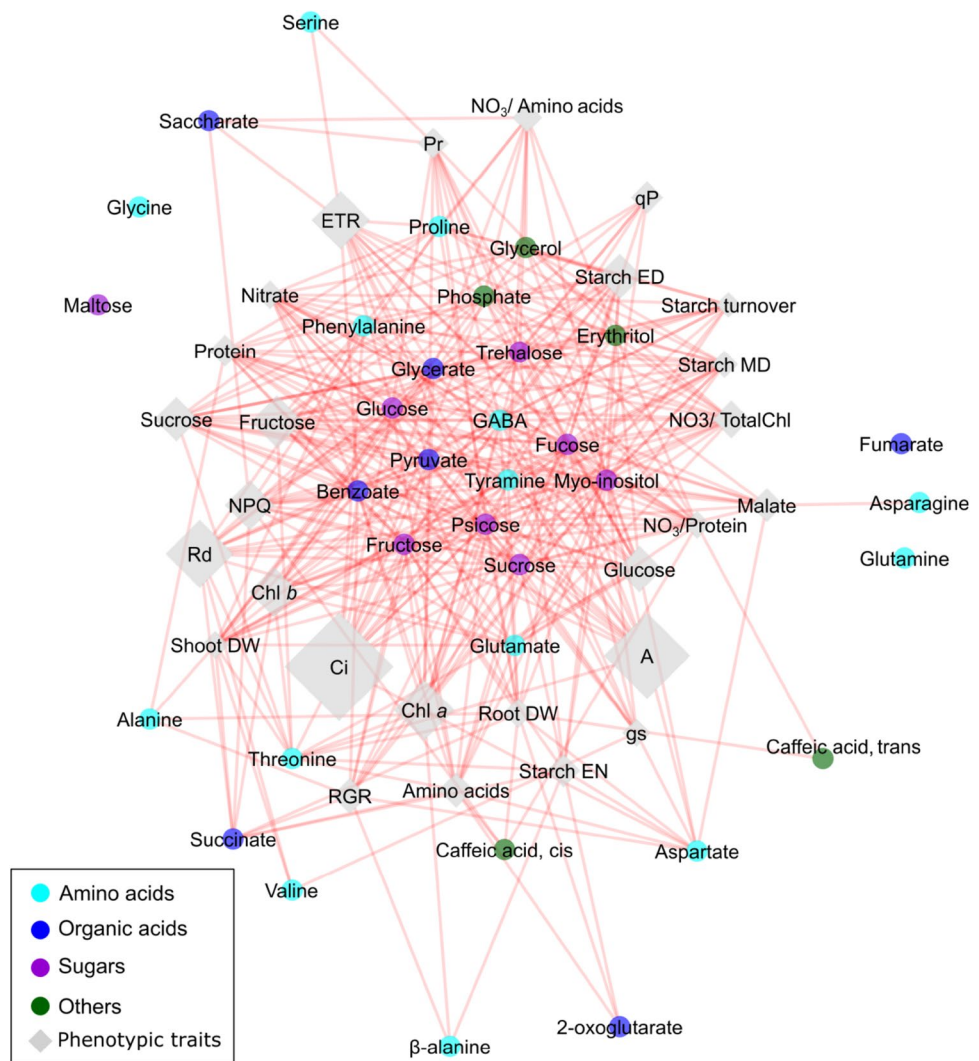 Serine
NO₃/ Amino acids
Saccharate
Pr
qP
Glycine
ETR
Proline
Glycerol
Starch ED
Nitrate
Phosphate
Maltose
Starch turnover
Phenylalanine
Erythritol
Protein
Trehalose
Starch MD
Glycerate
Glucose
Sucrose
Fructose
GABA
NO3/ TotalChl
Fucose
Fumarate
Pyruvate
Tyramine
Myo-inositol
Benzoate
NPQ
Malate
Asparagine
Psicose
NO₃/Protein
Rd
Fructose
Sucrose
Glucose
Glutamine
Chl b
Shoot DW
Glutamate
Ci
A
Chl a
Root DW
Alanine
gs
Caffeic acid, trans
Threonine
Starch EN
RGR
Amino acids
Succinate
Caffeic acid, cis
Aspartate
Valine
Amino acids
Organic acids
Sugars
Others
Phenotypic traits
2-oxoglutarate
β-alanine